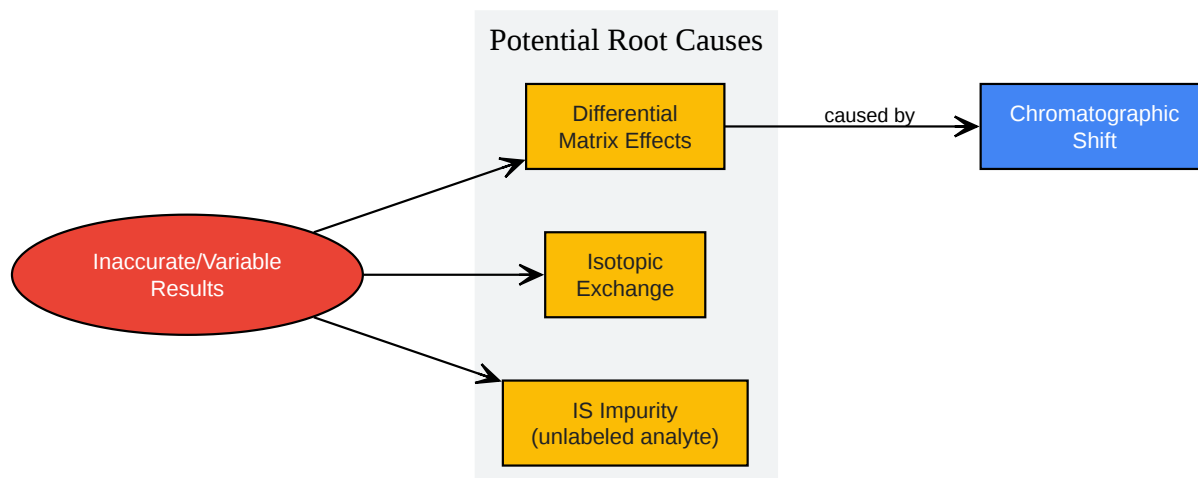 Potential Root Causes
Differential
Matrix Effects
caused by
Chromatographic
Shift
Inaccurate/Variable
Results
Isotopic
Exchange
IS Impurity
(unlabeled analyte)